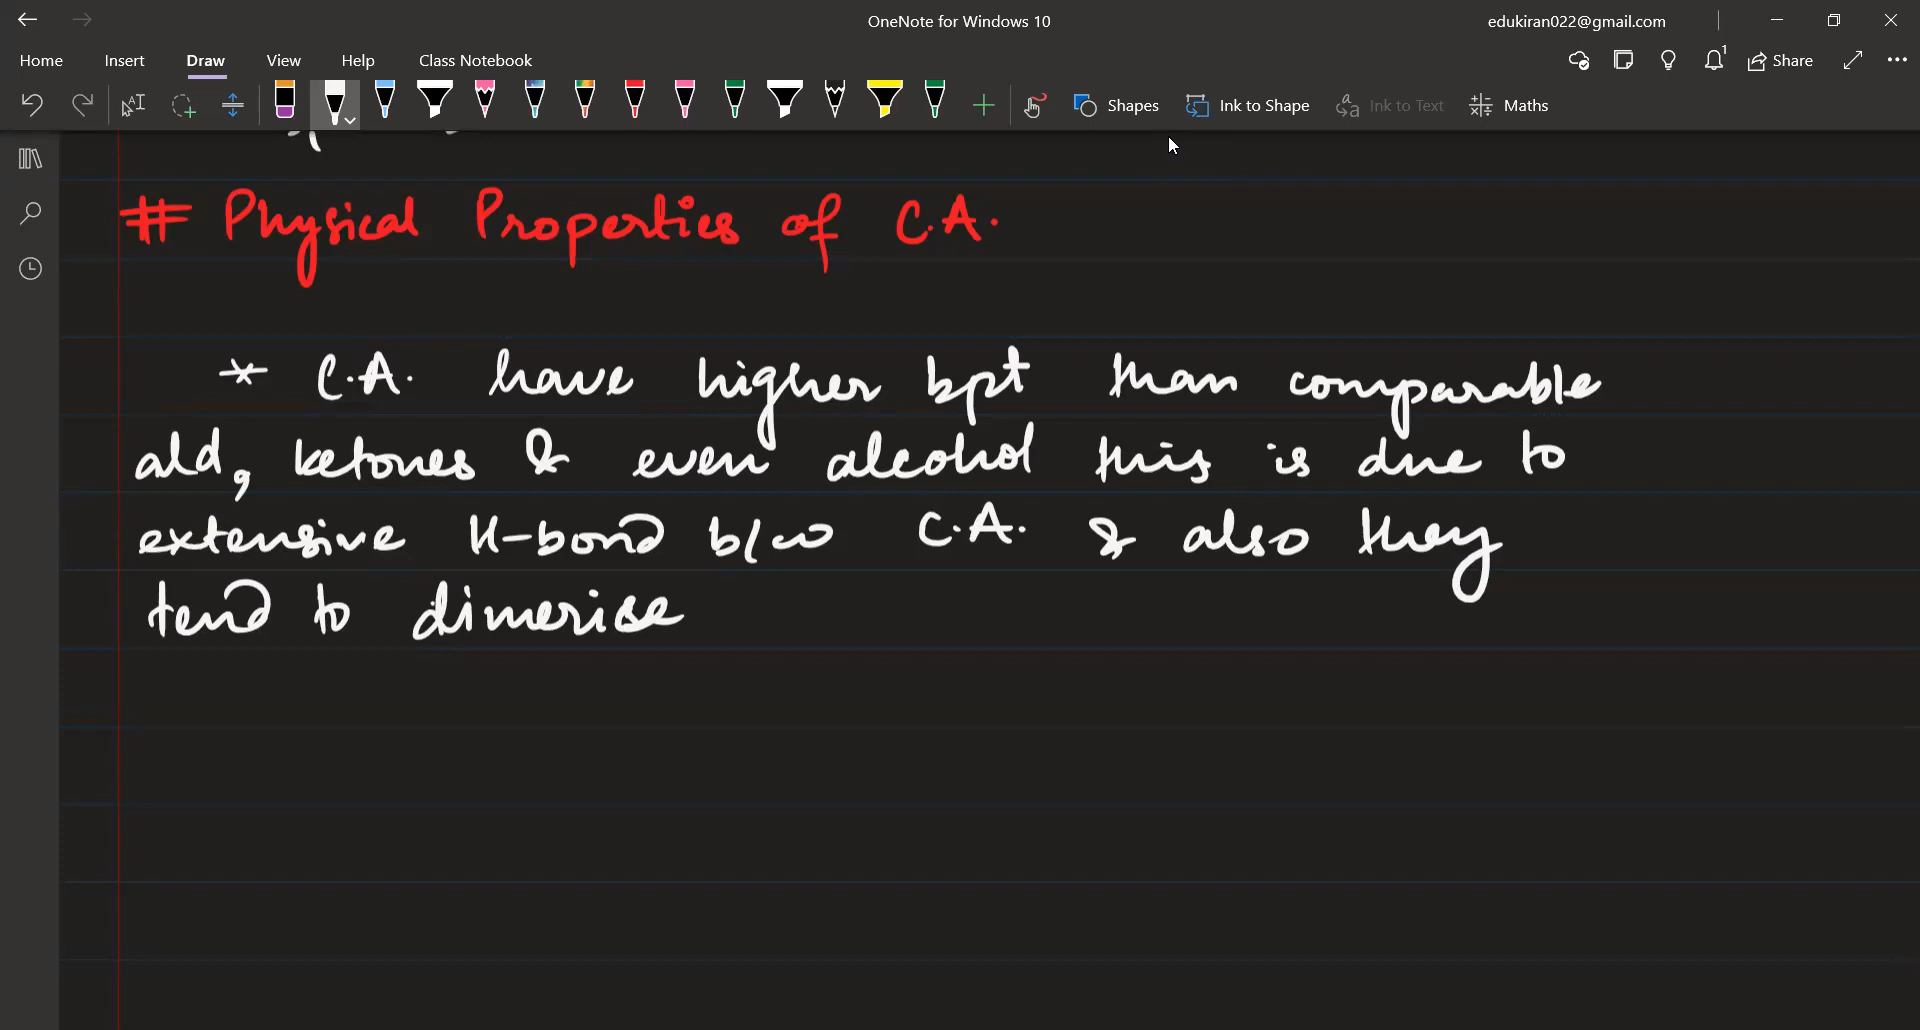 OneNote for Windows 10
edukiran022@gmail.com
Home Insert Draw View Help Class Notebook
1
Share
Shapes Ink to Shape Ink to Text Maths
# Physical Properties of C.A.
* C.A. have higher bpt than comparable
ald, ketones & even alcohol this is due to
extensive H-bond b/w C.A. & also they
tend to dimerise